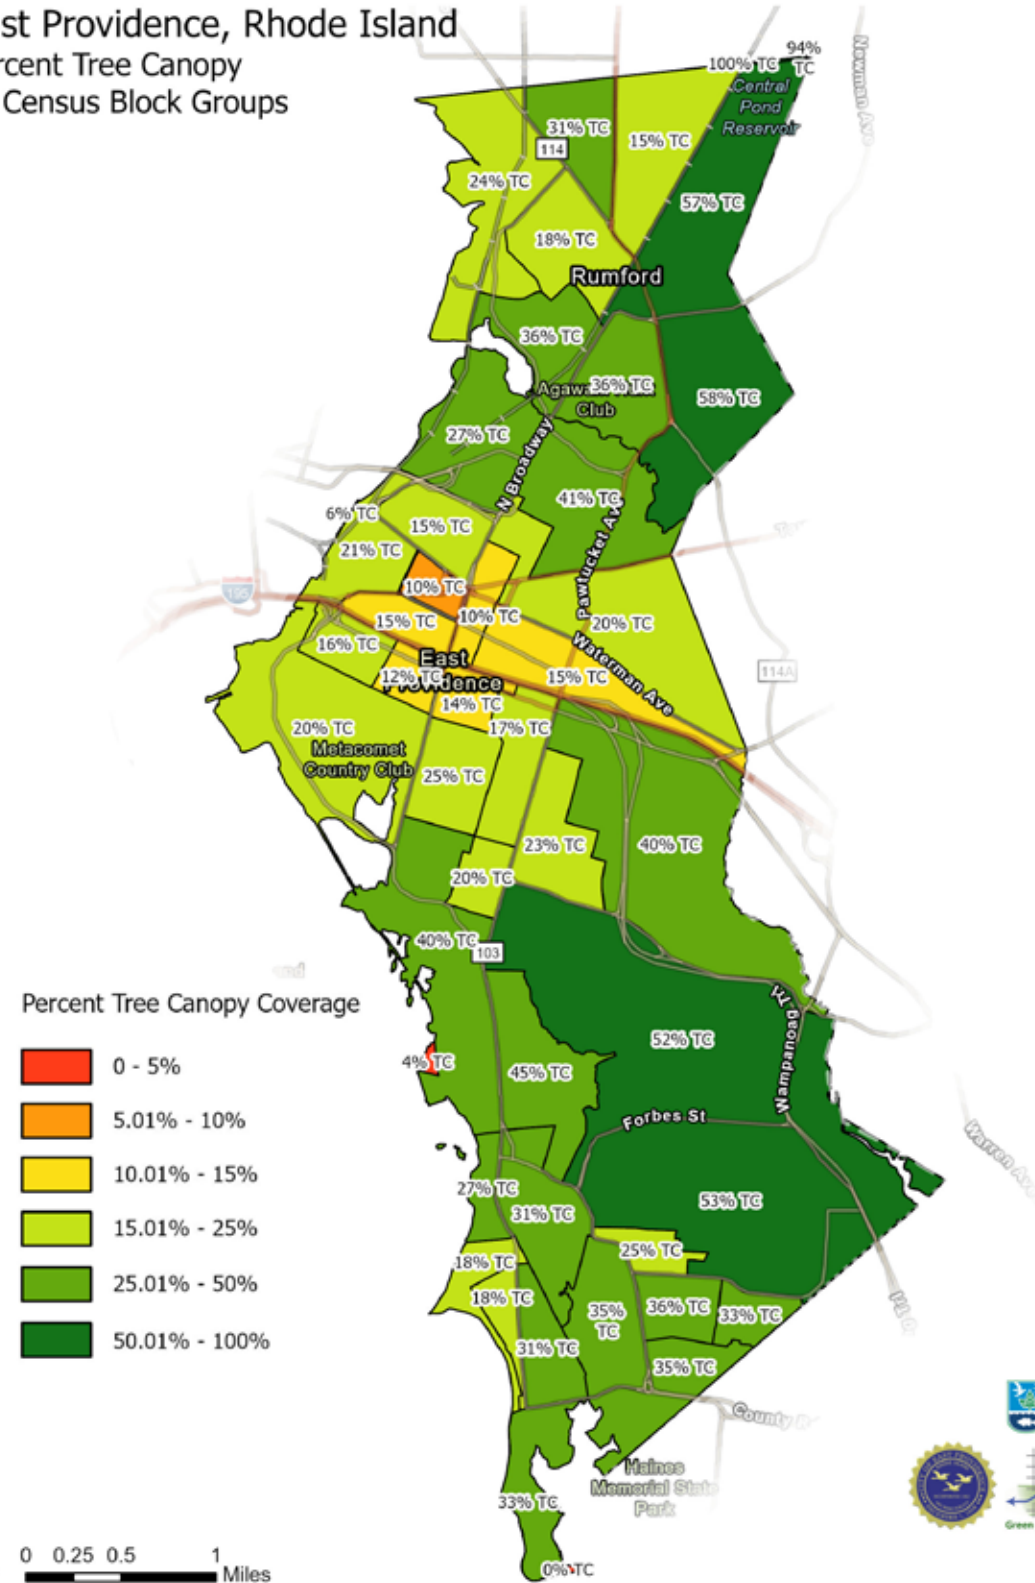 st Providence, Rhode Island
rcent Tree Canopy
Census Block Groups
94%
TC
100% TC
Central
Pond
Reservoir
Newman Ave
31% TC
114
15% TC
24% TC
57% TC
18% TC
Rumford
36% TC
36% TC
Club
58% TC
27% TC
N Broadway
41% TC
Pawtucket Ave
6% TC
15% TC
21% TC
10% TC
195
15% TC
10% TC
20% TC
16% TC
East
Providence
12% TC
15% TC
Waterman Ave
114A
14% TC
20% TC
17% TC
Metacomet
Country Club
25% TC
23% TC
40% TC
20% TC
40% TC
103
Percent Tree Canopy Coverage
0 - 5%
5.01% - 10%
10.01% - 15%
15.01% - 25%
25.01% - 50%
50.01% - 100%
4% TC
45% TC
52% TC
Wampanoag
Forbes St
Warren Ave
27% TC
31% TC
53% TC
25% TC
18% TC
18% TC
35%
TC
36% TC
33% TC
31% TC
35% TC
County
Haines
Memorial State
Park
33% TC
0% TC
Green
0 0.25 0.5 1
Miles